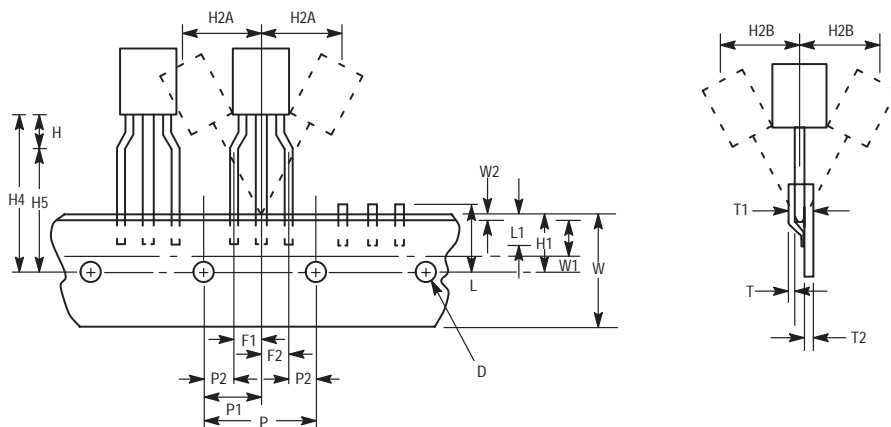 H2A H2A
H2B H2B
H
H4 H5
W2
L1 H1
W1 W
L
T1
T
T2
F1
F2
P2 P2
P1
P
D